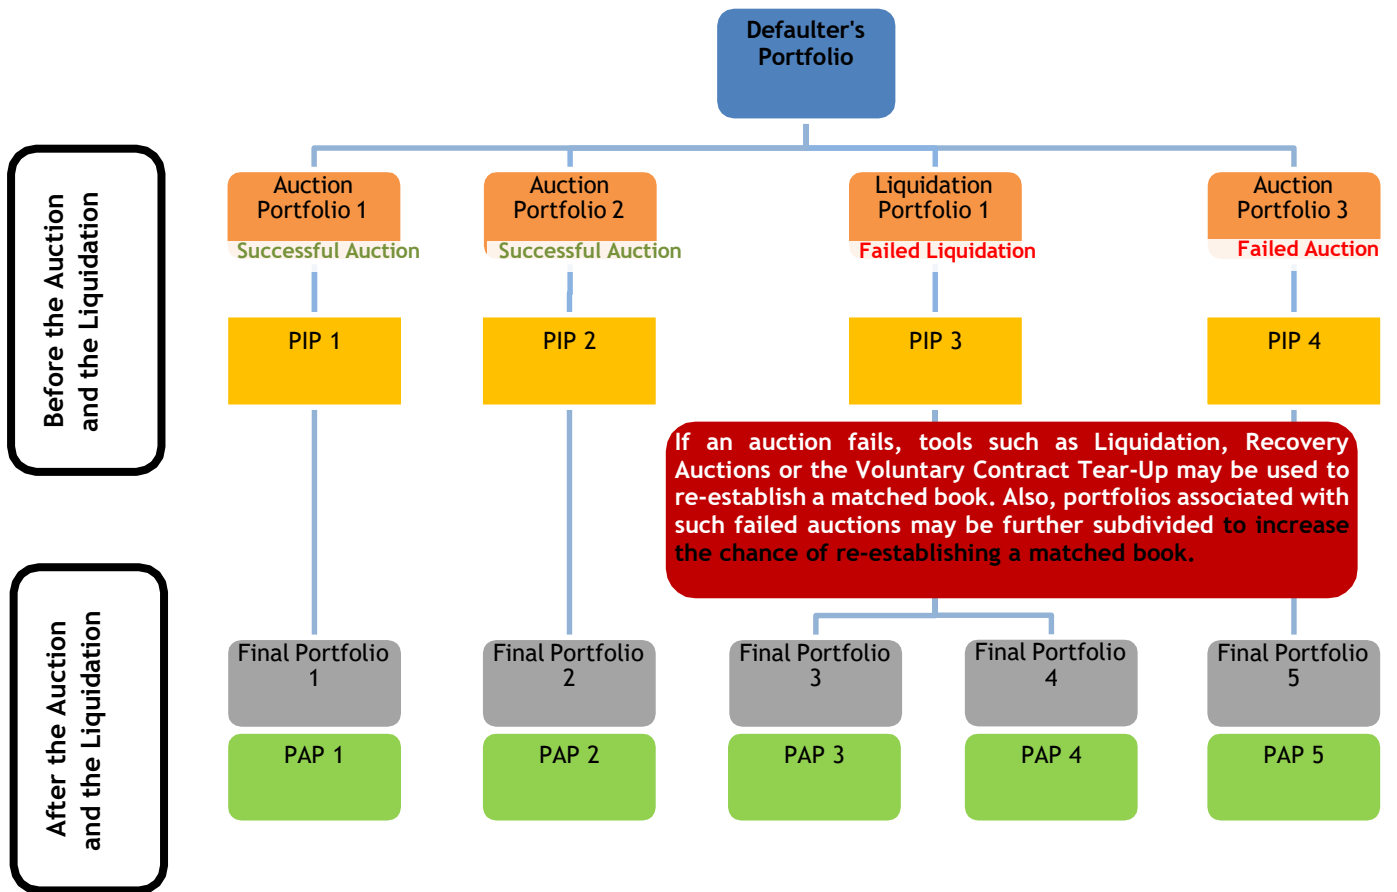 Defaulter's
Portfolio
Before the Auction
and the Liquidation
Auction
Portfolio 1
Successful Auction
Auction
Portfolio 2
Successful Auction
Liquidation
Portfolio 1
Failed Liquidation
Auction
Portfolio 3
Failed Auction
PIP 1
PIP 2
PIP 3
PIP 4
If an auction fails, tools such as Liquidation, Recovery
Auctions or the Voluntary Contract Tear-Up may be used to
re-establish a matched book. Also, portfolios associated with
such failed auctions may be further subdivided to increase
the chance of re-establishing a matched book.
After the Auction
and the Liquidation
Final Portfolio
1
Final Portfolio
2
Final Portfolio
3
Final Portfolio
4
Final Portfolio
5
PAP 1
PAP 2
PAP 3
PAP 4
PAP 5